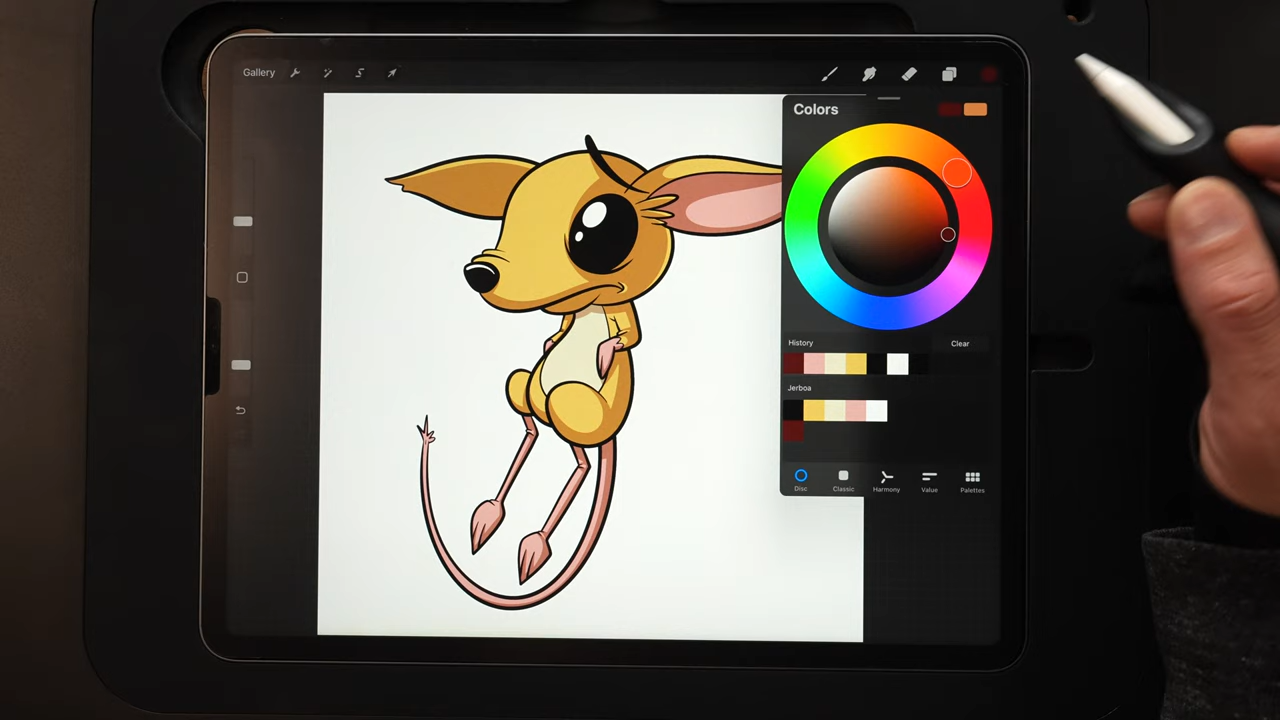 Gallery
Colors
History Clear
Jerboa
Disc Classic Harmony Value Palettes